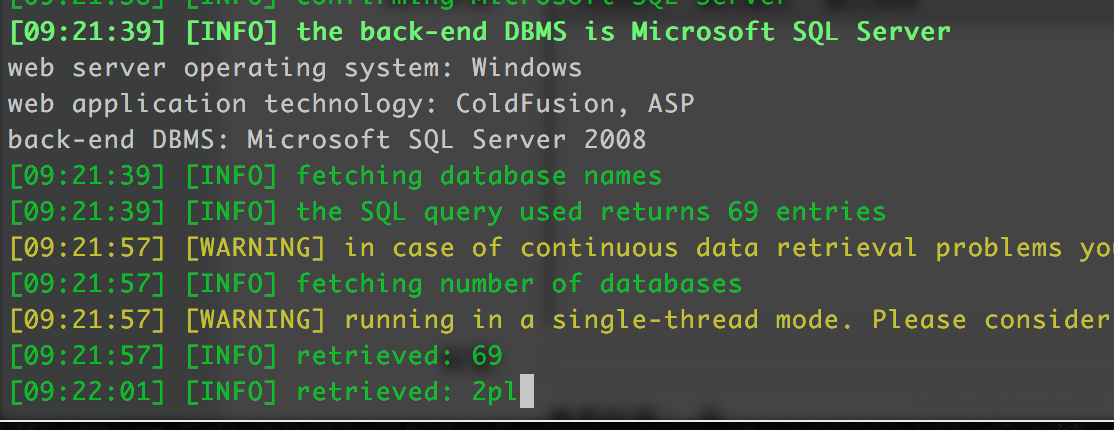 confirming Microsoft SQL Server
[09:21:39] [INFO] the back-end DBMS is Microsoft SQL Server
web server operating system: Windows
web application technology: ColdFusion, ASP
back-end DBMS: Microsoft SQL Server 2008
[09:21:39] [INFO] fetching database names
[09:21:39] [INFO] the SQL query used returns 69 entries
[09:21:57] [WARNING] in case of continuous data retrieval problems yo
[09:21:57] [INFO] fetching number of databases
[09:21:57] [WARNING] running in a single-thread mode. Please consider
[09:21:57] [INFO] retrieved: 69
[09:22:01] [INFO] retrieved: 2pl